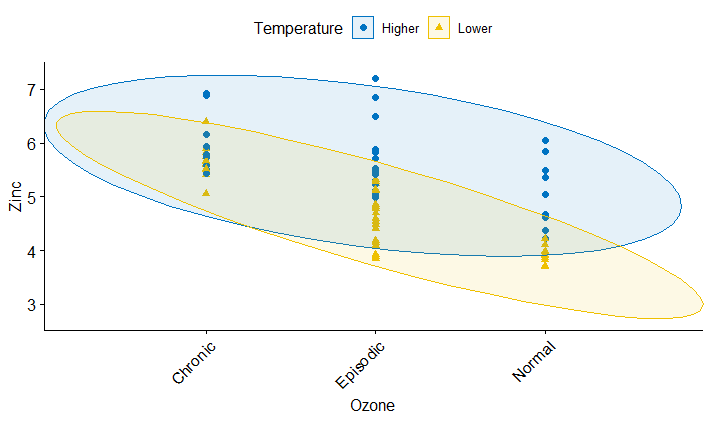 Temperature Higher Lower
7
6
5
4
3
Zinc
Chronic Episodic Normal
Ozone